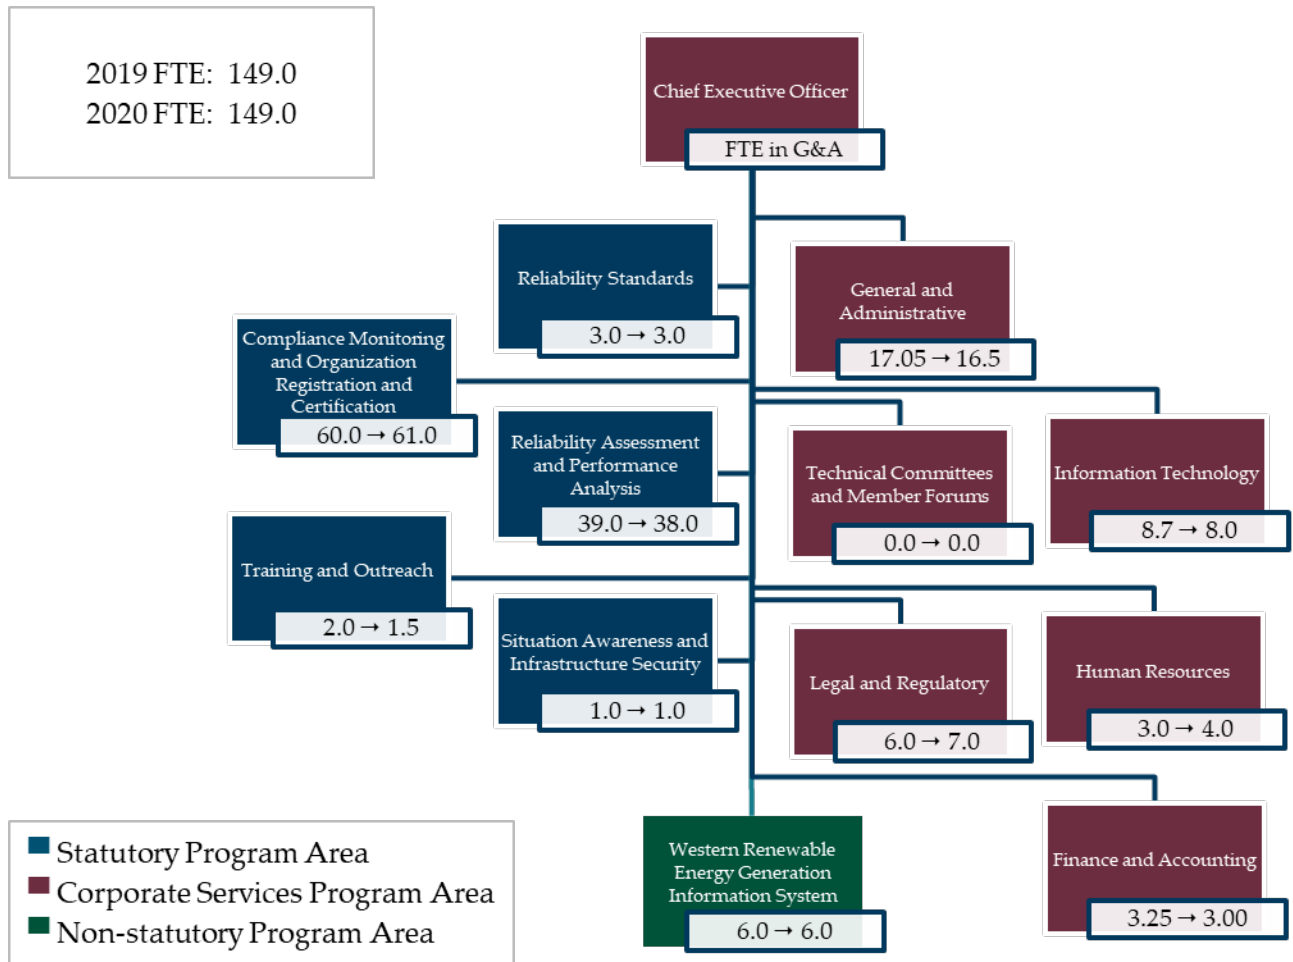 2019 FTE: 149.0
2020 FTE: 149.0
Chief Executive Officer
FTE in G&A
Reliability Standards
3.0 → 3.0
General and
Administrative
17.05 → 16.5
Compliance Monitoring
and Organization
Registration and
Certification
60.0 → 61.0
Reliability Assessment
and Performance
Analysis
39.0 → 38.0
Technical Committees
and Member Forums
0.0 → 0.0
Information Technology
8.7 → 8.0
Training and Outreach
2.0 → 1.5
Situation Awareness and
Infrastructure Security
1.0 → 1.0
Legal and Regulatory
6.0 → 7.0
Human Resources
3.0 → 4.0
Western Renewable
Energy Generation
Information System
6.0 → 6.0
Finance and Accounting
3.25 → 3.00
Statutory Program Area
Corporate Services Program Area
Non-statutory Program Area